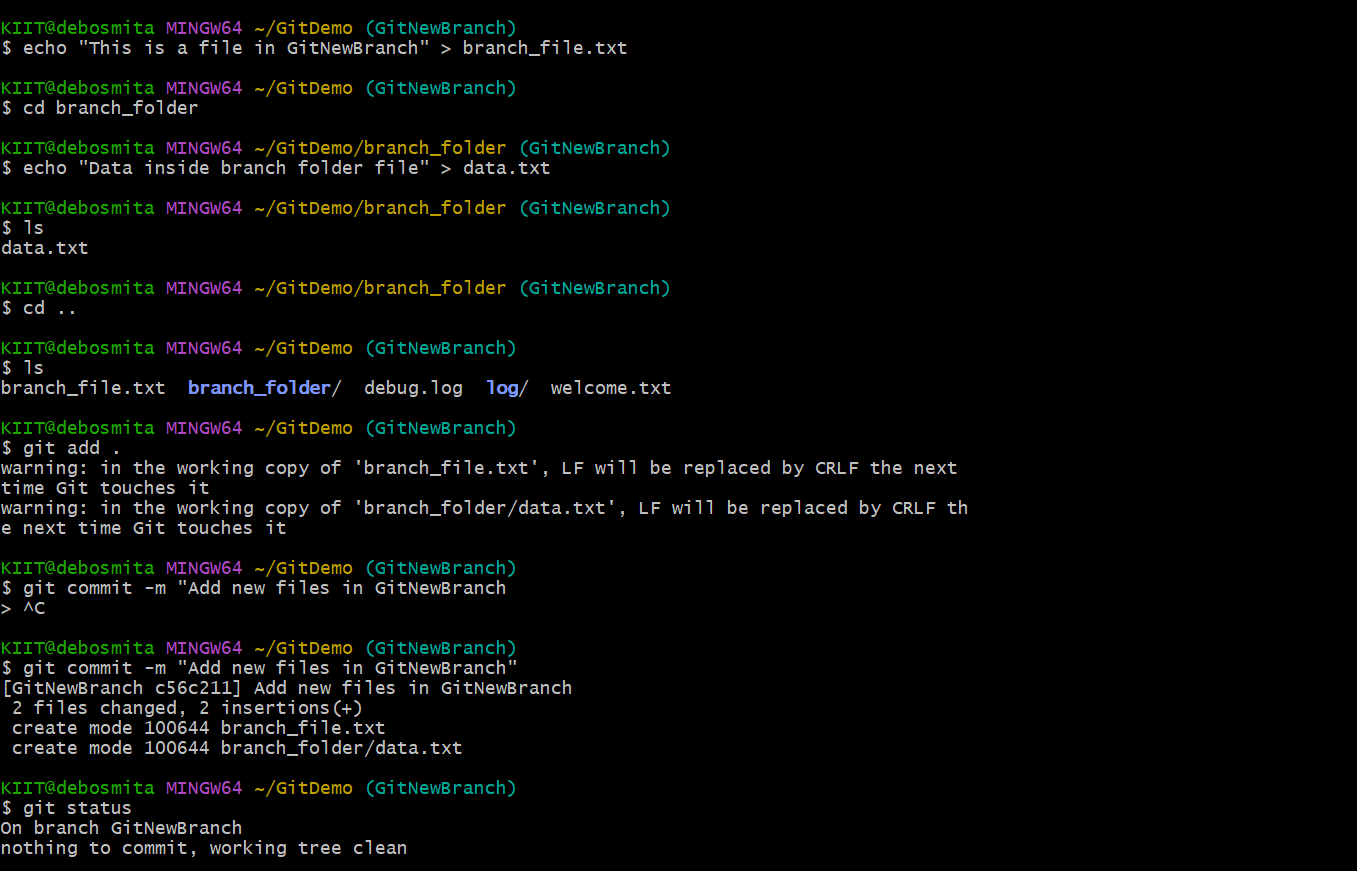 KIIT@debosmita MINGW64 ~/GitDemo (GitNewBranch)
$ echo "This is a file in GitNewBranch" > branch_file.txt
KIIT@debosmita MINGW64 ~/GitDemo (GitNewBranch)
$ cd branch_folder
KIIT@debosmita MINGW64 ~/GitDemo/branch_folder (GitNewBranch)
$ echo "Data inside branch folder file" > data.txt
KIIT@debosmita MINGW64 ~/GitDemo/branch_folder (GitNewBranch)
$ ls
data.txt
KIIT@debosmita MINGW64 ~/GitDemo/branch_folder (GitNewBranch)
$ cd ..
KIIT@debosmita MINGW64 ~/GitDemo (GitNewBranch)
$ ls
branch_file.txt  branch_folder/  debug.log  log/  welcome.txt
KIIT@debosmita MINGW64 ~/GitDemo (GitNewBranch)
$ git add .
warning: in the working copy of 'branch_file.txt', LF will be replaced by CRLF the next
time Git touches it
warning: in the working copy of 'branch_folder/data.txt', LF will be replaced by CRLF th
e next time Git touches it
KIIT@debosmita MINGW64 ~/GitDemo (GitNewBranch)
$ git commit -m "Add new files in GitNewBranch
> ^C
KIIT@debosmita MINGW64 ~/GitDemo (GitNewBranch)
$ git commit -m "Add new files in GitNewBranch"
[GitNewBranch c56c211] Add new files in GitNewBranch
 2 files changed, 2 insertions(+)
 create mode 100644 branch_file.txt
 create mode 100644 branch_folder/data.txt
KIIT@debosmita MINGW64 ~/GitDemo (GitNewBranch)
$ git status
On branch GitNewBranch
nothing to commit, working tree clean